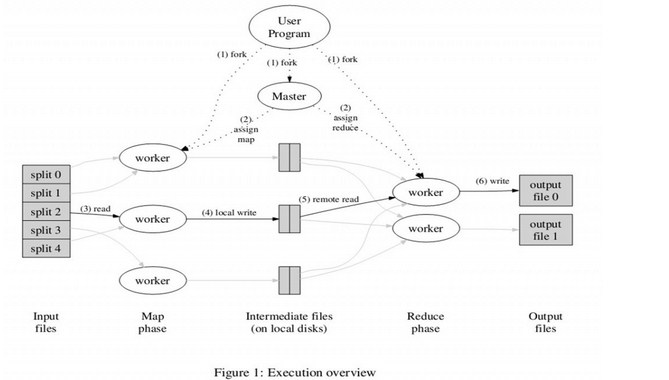 User
Program
(1) fork
(1) fork
(1) fork
Master
(2)
assign
map
(2)
assign
reduce
worker
split 0
split 1
split 2
split 3
split 4
(3) read
worker
(4) local write
(5) remote read
worker
(6) write
output
file 0
worker
output
file 1
worker
Input
files
Map
phase
Intermediate files
(on local disks)
Reduce
phase
Output
files
Figure 1: Execution overview